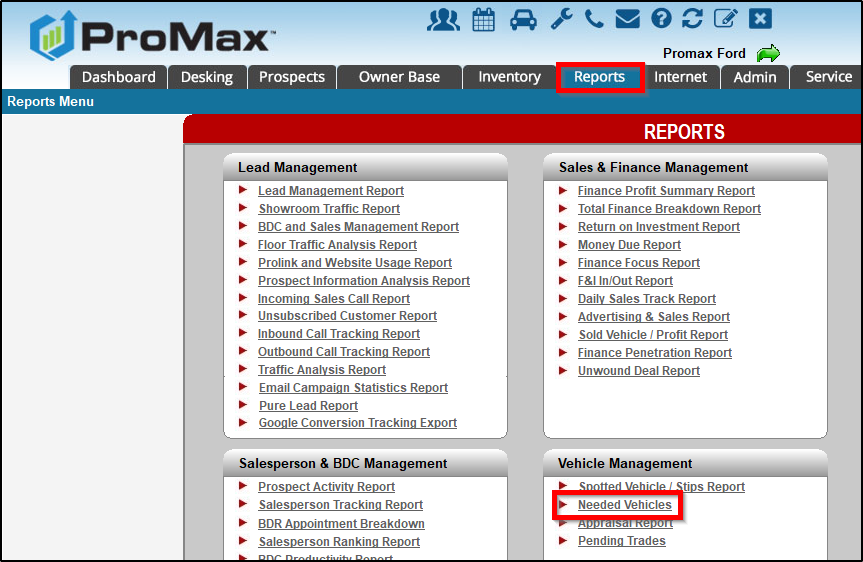 ProMax™
Promax Ford
Dashboard Desking Prospects Owner Base Inventory Reports Internet Admin Service
Reports Menu
REPORTS
Lead Management
Lead Management Report
Showroom Traffic Report
BDC and Sales Management Report
Floor Traffic Analysis Report
Prolink and Website Usage Report
Prospect Information Analysis Report
Incoming Sales Call Report
Unsubscribed Customer Report
Inbound Call Tracking Report
Outbound Call Tracking Report
Traffic Analysis Report
Email Campaign Statistics Report
Pure Lead Report
Google Conversion Tracking Export
Sales & Finance Management
Finance Profit Summary Report
Total Finance Breakdown Report
Return on Investment Report
Money Due Report
Finance Focus Report
F&I In/Out Report
Daily Sales Track Report
Advertising & Sales Report
Sold Vehicle / Profit Report
Finance Penetration Report
Unwound Deal Report
Salesperson & BDC Management
Prospect Activity Report
Salesperson Tracking Report
BDR Appointment Breakdown
Salesperson Ranking Report
BDC Productivity Report
Vehicle Management
Spotted Vehicle / Stips Report
Needed Vehicles
Appraisal Report
Pending Trades